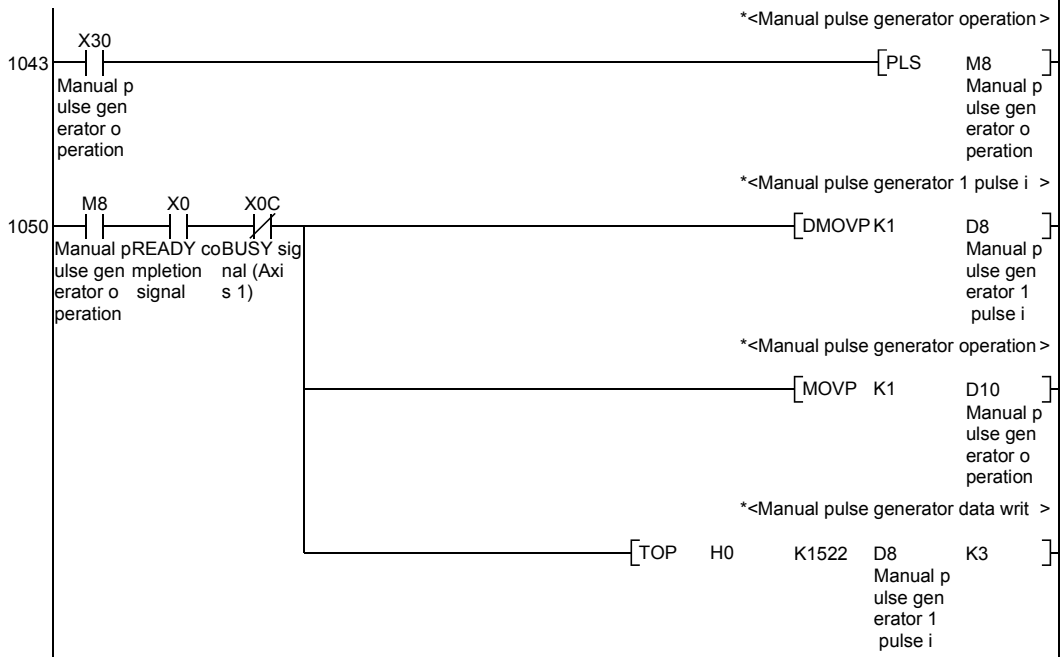 *<Manual pulse generator operation>
X30
1043
PLS M8
Manual p
ulse gen
erator o
peration
Manual p
ulse gen
erator o
peration
*<Manual pulse generator 1 pulse i >
M8 X0 X0C
1050
DMOVP K1 D8
Manual p
ulse gen
erator o
peration
READY co
mpletion
signal
BUSY sig
nal (Axi
s 1)
Manual p
ulse gen
erator 1
pulse i
*<Manual pulse generator operation>
MOVP K1 D10
Manual p
ulse gen
erator o
peration
*<Manual pulse generator data writ >
TOP H0 K1522 D8 K3
Manual p
ulse gen
erator 1
pulse i